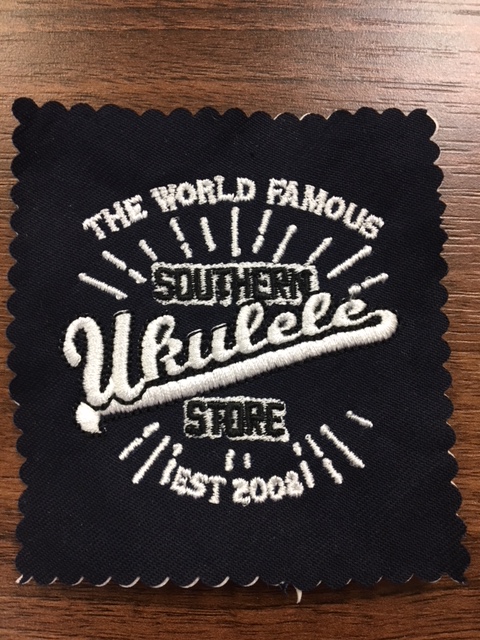 THE WORLD FAMOUS
SOUTHERN
Ukulele
STORE
EST 2008